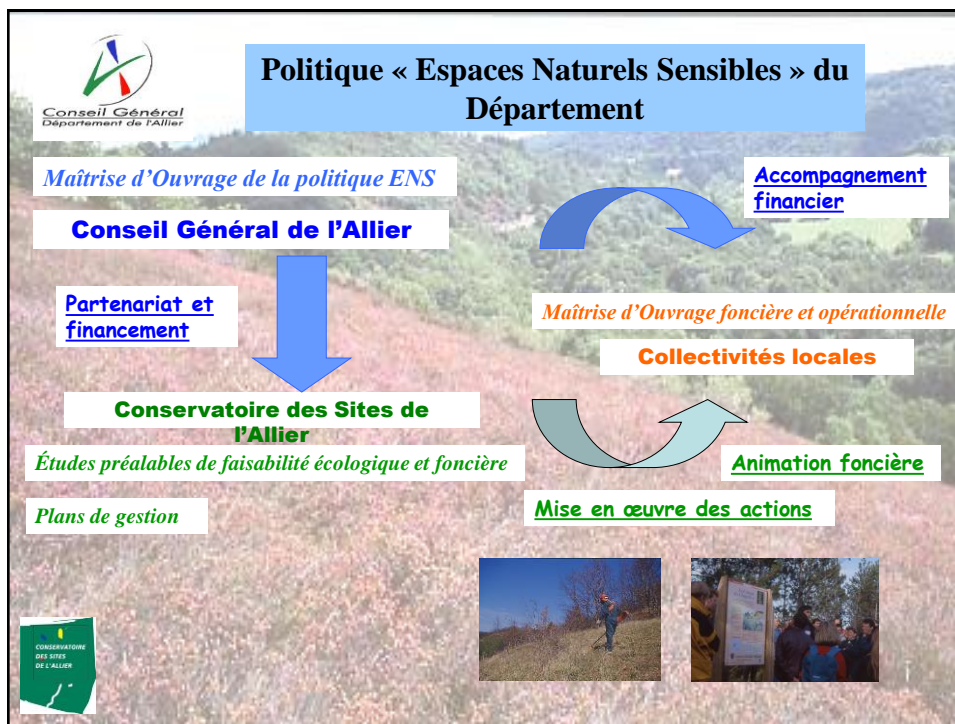 Conseil Général
Département de l'Allier
Politique « Espaces Naturels Sensibles » du
Département
Maîtrise d'Ouvrage de la politique ENS
Conseil Général de l'Allier
Accompagnement
financier
Partenariat et
financement
Maîtrise d'Ouvrage foncière et opérationnelle
Collectivités locales
Conservatoire des Sites de
l'Allier
Études préalables de faisabilité écologique et foncière
Animation foncière
Plans de gestion
Mise en œuvre des actions
CONSERVATOIRE
DES SITES
DE L'ALLIER